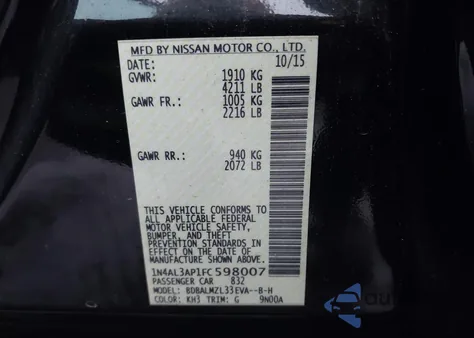 MFD BY NISSAN MOTOR CO., LTD.
DATE: 10/15
GVWR: 1910 KG
4211 LB
GAWR FR.: 1005 KG
2216 LB
GAWR RR.: 940 KG
2072 LB
THIS VEHICLE CONFORMS TO
ALL APPLICABLE FEDERAL
MOTOR VEHICLE SAFETY,
BUMPER, AND THEFT
PREVENTION STANDARDS IN
EFFECT ON THE DATE OF
MANUFACTURE SHOWN ABOVE.
1N4AL3AP1FC598007
PASSENGER CAR 832
MODEL: BDBALMZL33EVA--B-H
COLOR: KH3 TRIM: G 9N00A